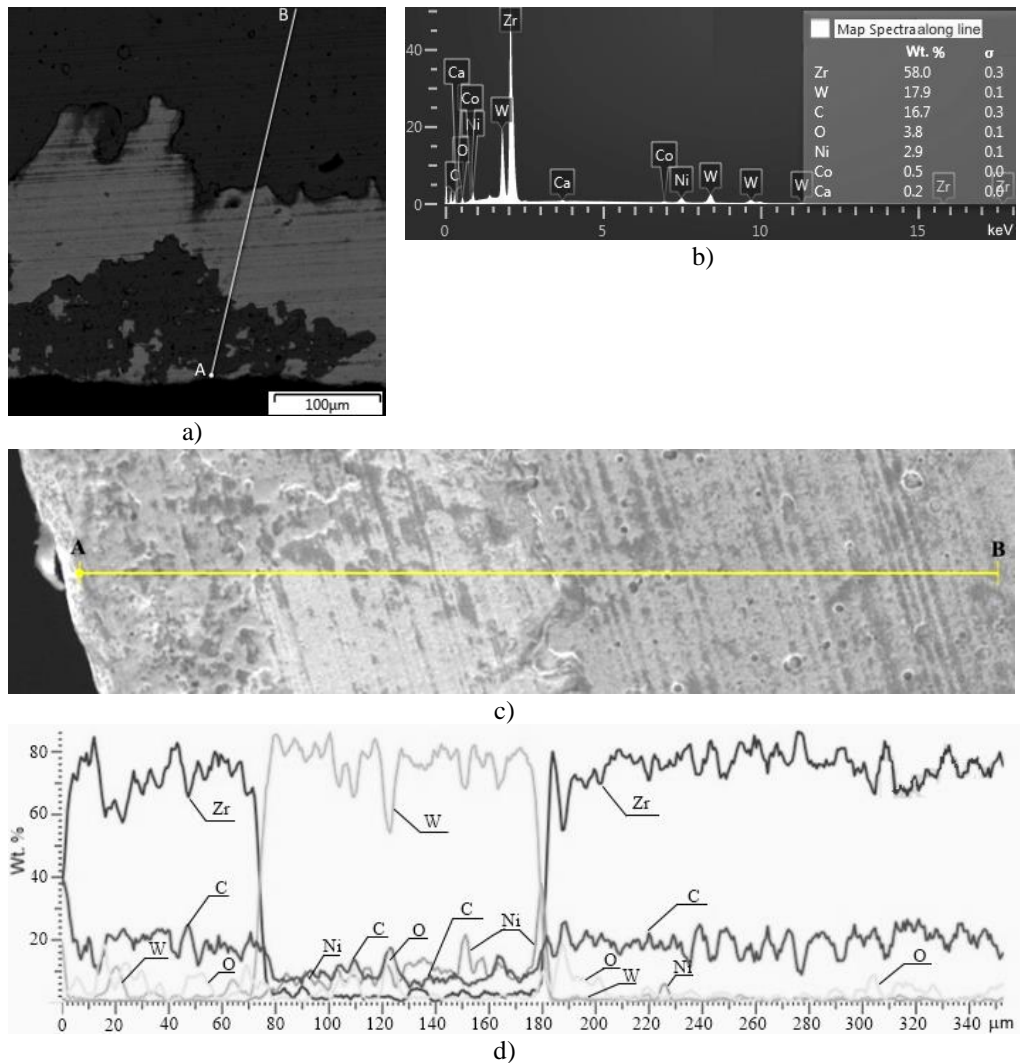 B
A
100µm
a)
Map Spectra along line
Wt. % σ
Zr 58.0 0.3
W 17.9 0.1
C 16.7 0.3
O 3.8 0.1
Ni 2.9 0.1
Co 0.5 0.0
Ca 0.2 0.0
Zr
Ca
Co
W
Ni
O
C
Ca
Co
Ni
W
W
W
Zr
Zr
40
20
0
0 5 10 15 keV
b)
A B
c)
Wt. %
80
60
40
20
Zr
W
Zr
C
W
O
Ni
C
O
C
Ni
C
O
W
Ni
O
0 20 40 60 80 100 120 140 160 180 200 220 240 260 280 300 320 340 µm
d)